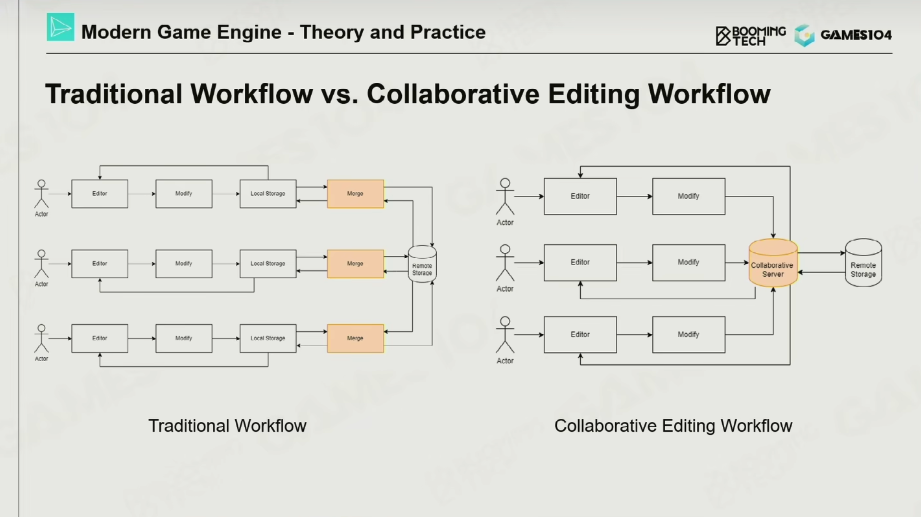 Modern Game Engine - Theory and Practice
BOOMING
TECH
GAMES104
Traditional Workflow vs. Collaborative Editing Workflow
Actor
Editor
Modify
Local Storage
Merge
Actor
Editor
Modify
Local Storage
Merge
Remote
Storage
Actor
Editor
Modify
Local Storage
Merge
Traditional Workflow
Actor
Editor
Modify
Actor
Editor
Modify
Collaborative
Server
Remote
Storage
Actor
Editor
Modify
Collaborative Editing Workflow